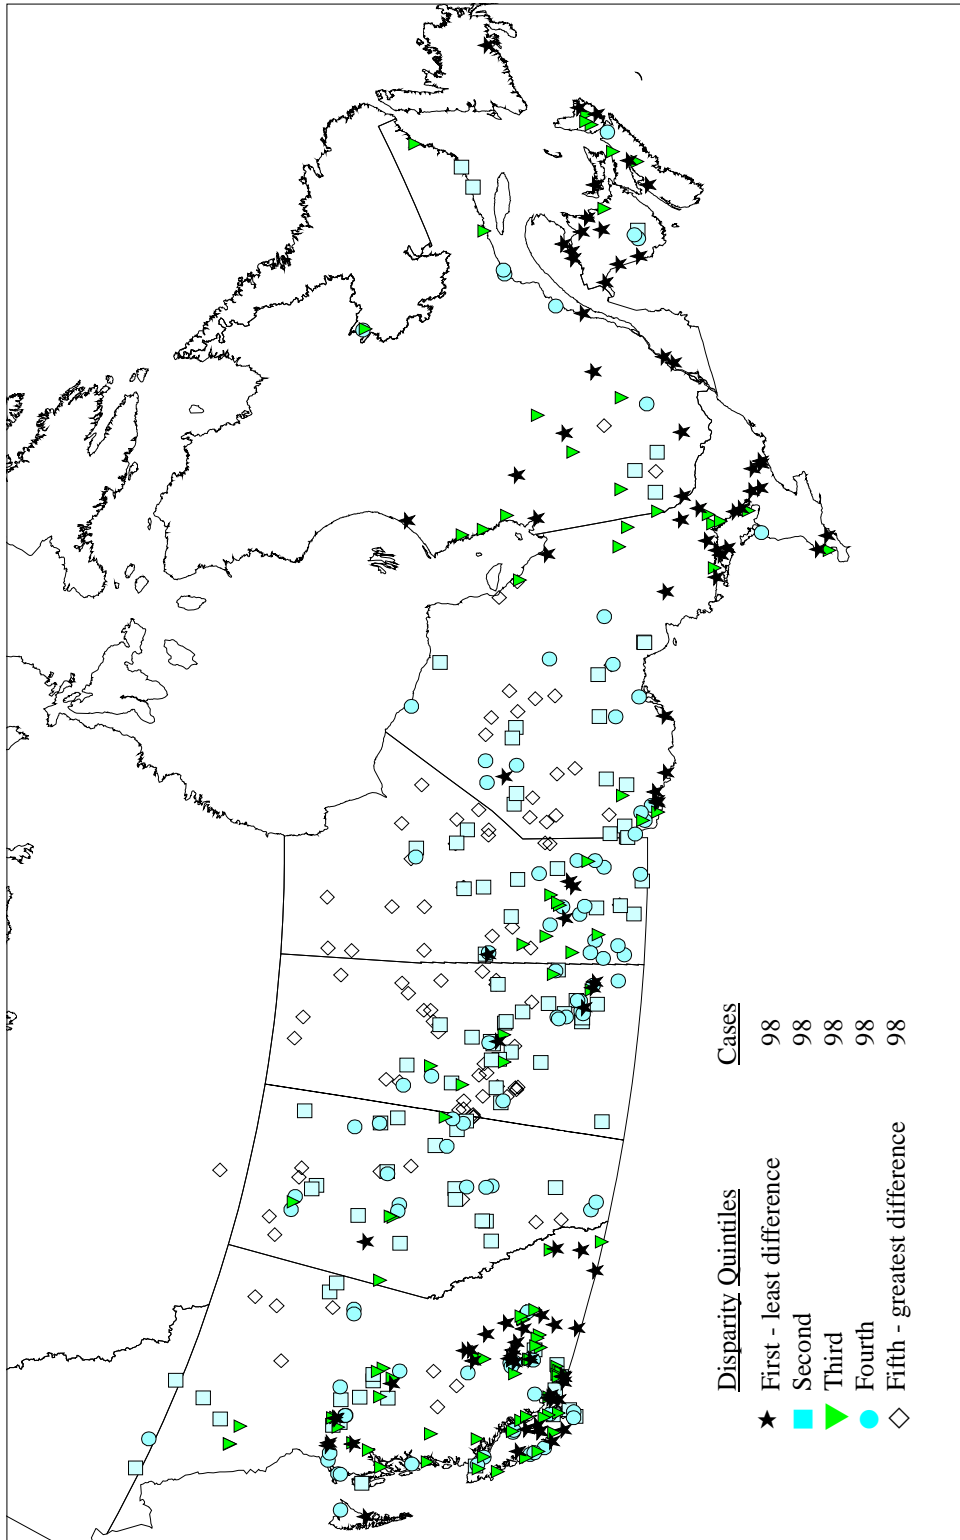 Disparity Quintiles Cases
First - least difference 98
Second 98
Third 98
Fourth 98
Fifth - greatest difference 98